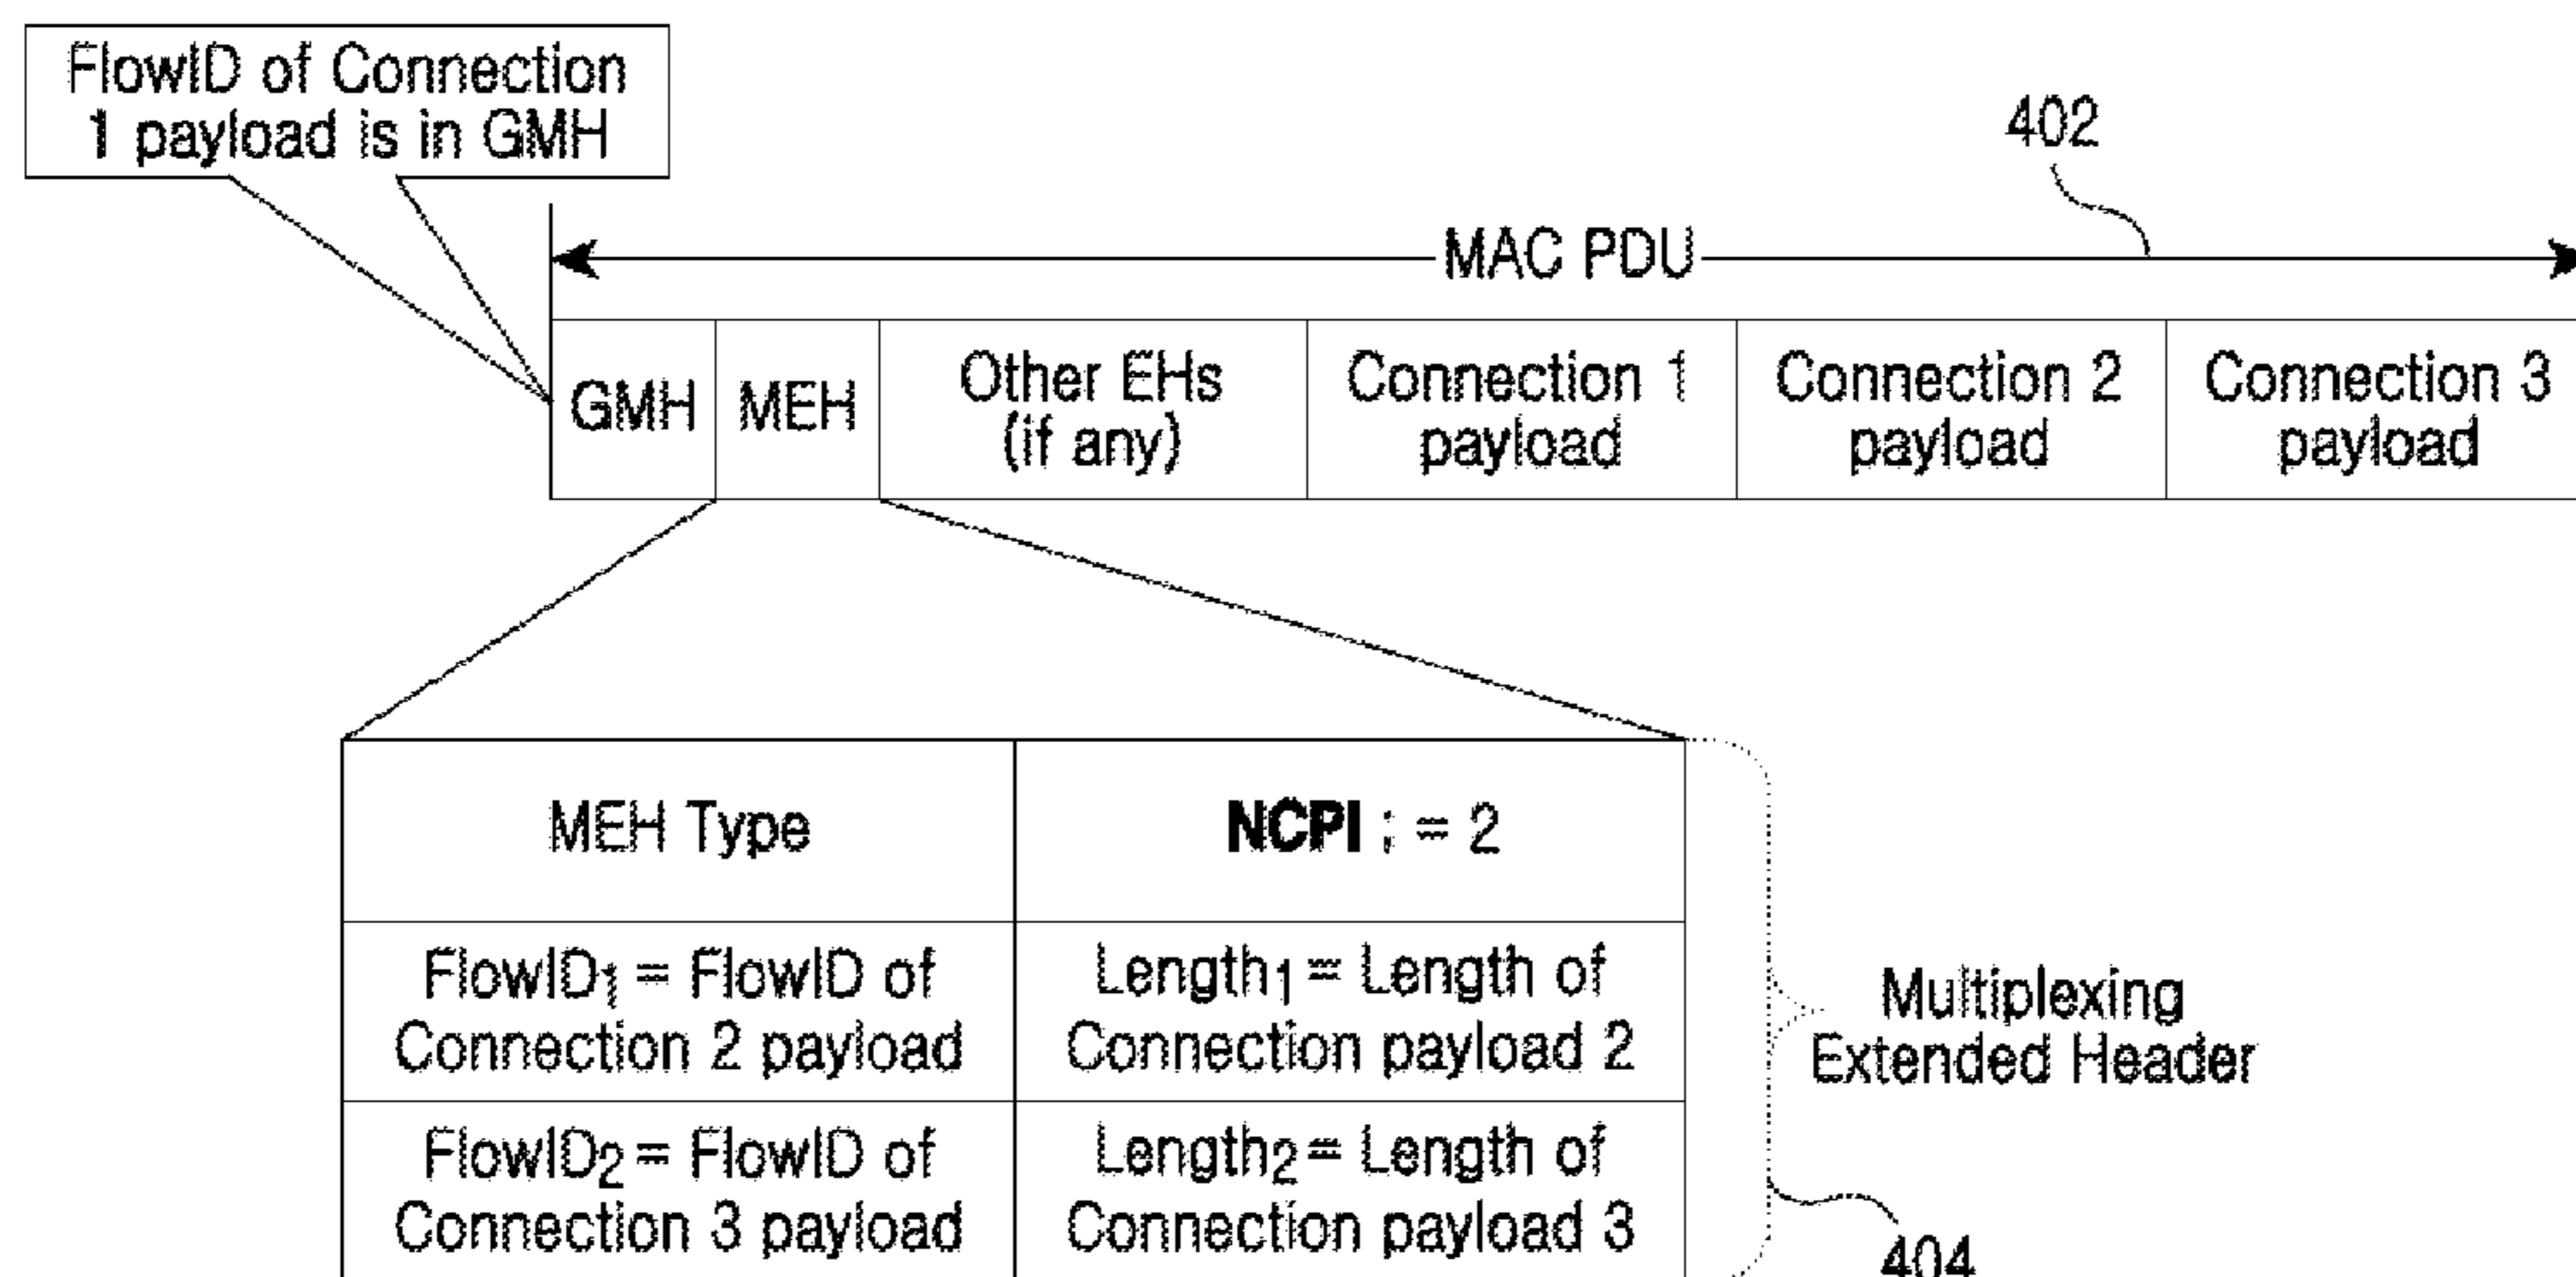 FlowID of Connection
1 payload is in GMH
402
MAC PDU
GMH
MEH
Other EHs
(if any)
Connection 1
payload
Connection 2
payload
Connection 3
payload
MEH Type
NCPI ; = 2
FlowID1 = FlowID of
Connection 2 payload
Length1 = Length of
Connection payload 2
FlowID2 = FlowID of
Connection 3 payload
Length2 = Length of
Connection payload 3
Multiplexing
Extended Header
404